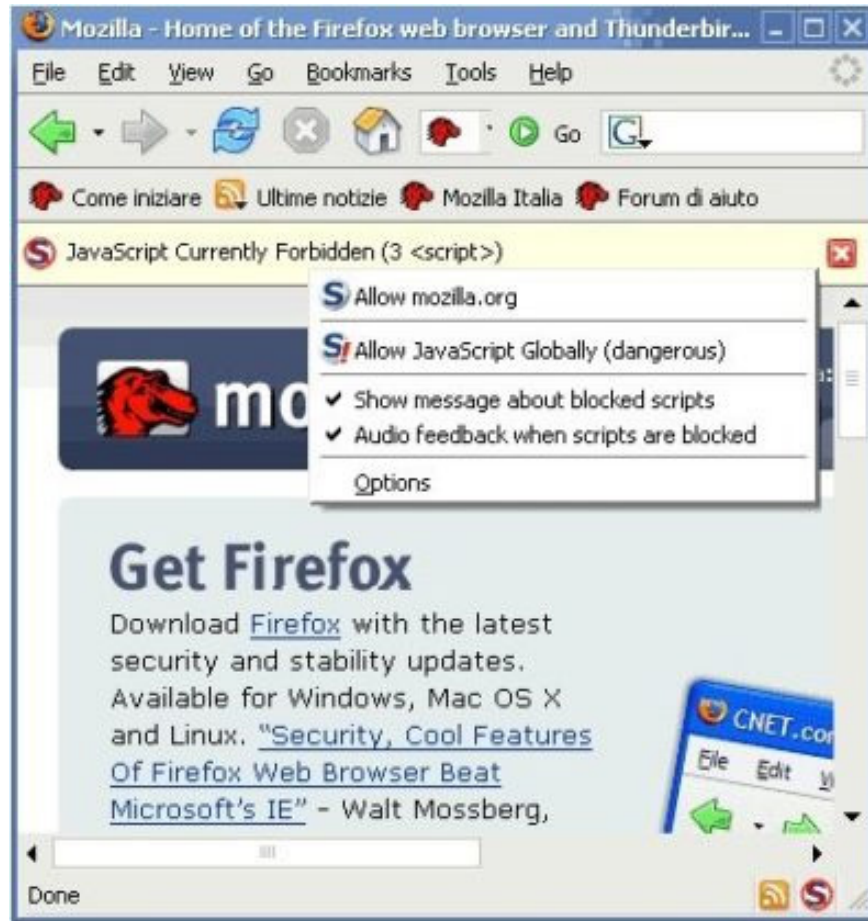 Mozilla - Home of the Firefox web browser and Thunderbir...
File Edit View Go Bookmarks Tools Help
Go G
Come iniziare Ultime notizie Mozilla Italia Forum di aiuto
JavaScript Currently Forbidden (3 <script>)
Allow mozilla.org
Allow JavaScript Globally (dangerous)
Show message about blocked scripts
Audio feedback when scripts are blocked
Options
mo
Get Firefox
Download Firefox with the latest
security and stability updates.
Available for Windows, Mac OS X
and Linux. "Security, Cool Features
Of Firefox Web Browser Beat
Microsoft's IE" - Walt Mossberg,
CNET.co
File Edit
Done